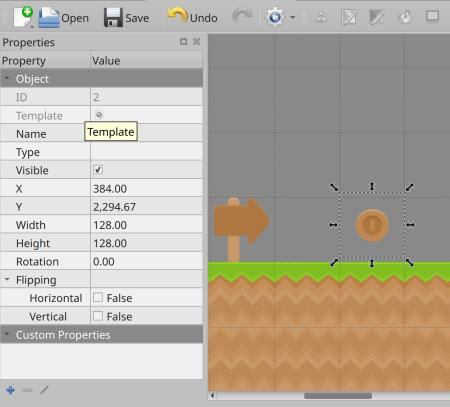 Open Save Undo
Properties
Property Value
Object
ID 2
Template
Name
Template
Type
Visible
X 384.00
Y 2,294.67
Width 128.00
Height 128.00
Rotation 0.00
Flipping
Horizontal False
Vertical False
Custom Properties